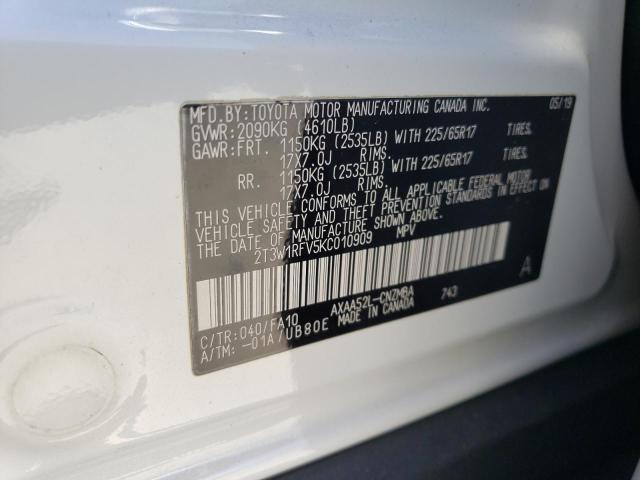 MFD.BY:TOYOTA MOTOR MANUFACTURING CANADA INC. 05/19
GVWR:2090KG (4610LB)
GAWR:FRT. 1150KG (2535LB) WITH 225/65R17 TIRES.
17X7.0J RIMS.
RR. 1150KG (2535LB) WITH 225/65R17 TIRES.
17X7.0J RIMS.
THIS VEHICLE CONFORMS TO ALL APPLICABLE FEDERAL MOTOR
VEHICLE SAFETY AND THEFT PREVENTION STANDARDS IN EFFECT ON
THE DATE OF MANUFACTURE SHOWN ABOVE.
2T3W1RFV5KC010909 MPV
A
AXAA52L-CNZMBA 743
C/TR:040/FA10 MADE IN CANADA
A/TM:-01A/UB80E